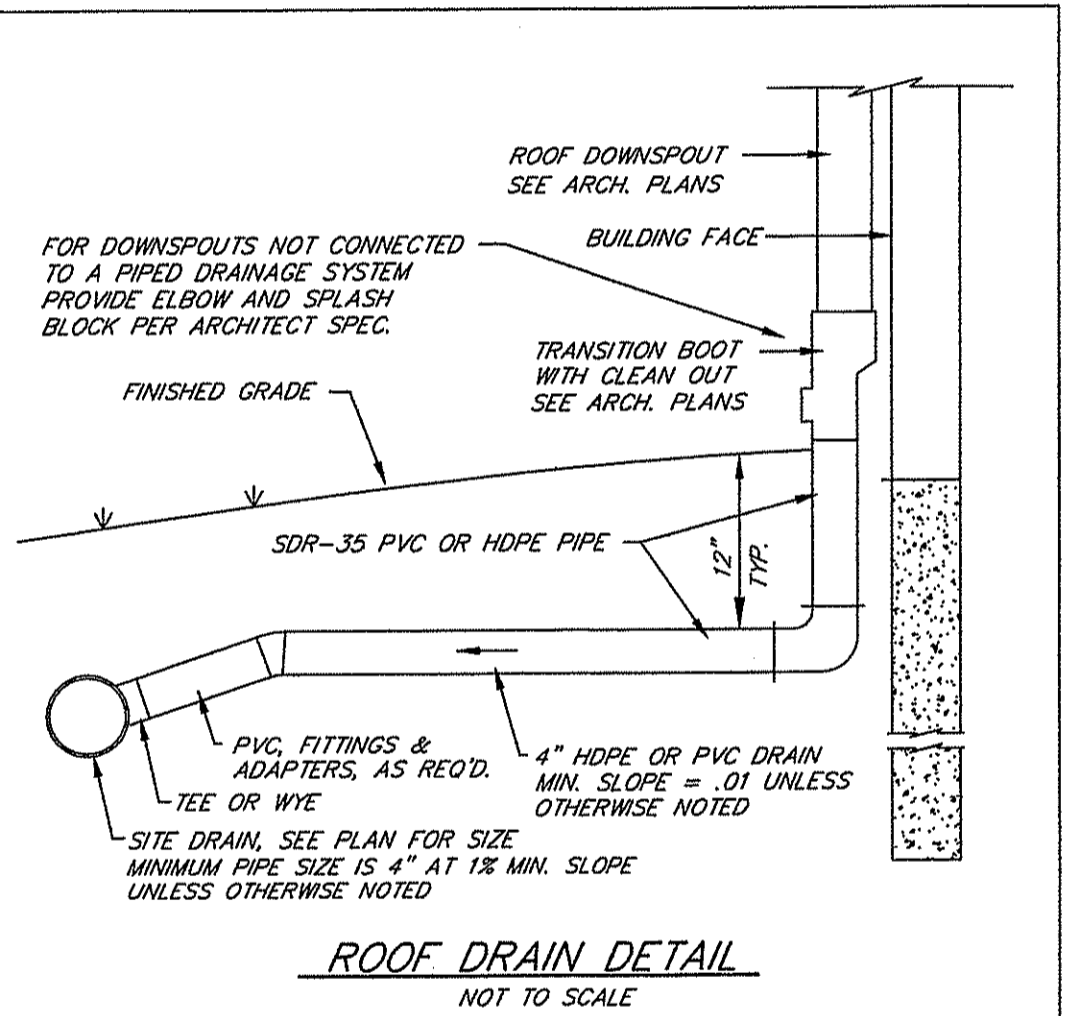 ROOF DOWNSPOUT
SEE ARCH. PLANS
BUILDING FACE
FOR DOWNSPOUTS NOT CONNECTED
TO A PIPED DRAINAGE SYSTEM
PROVIDE ELBOW AND SPLASH
BLOCK PER ARCHITECT SPEC.
TRANSITION BOOT
WITH CLEAN OUT
SEE ARCH. PLANS
FINISHED GRADE
SDR-35 PVC OR HDPE PIPE
12"
TYP.
PVC, FITTINGS &
ADAPTERS, AS REQ'D.
4" HDPE OR PVC DRAIN
MIN. SLOPE = .01 UNLESS
OTHERWISE NOTED
TEE OR WYE
SITE DRAIN, SEE PLAN FOR SIZE
MINIMUM PIPE SIZE IS 4" AT 1% MIN. SLOPE
UNLESS OTHERWISE NOTED
ROOF DRAIN DETAIL
NOT TO SCALE